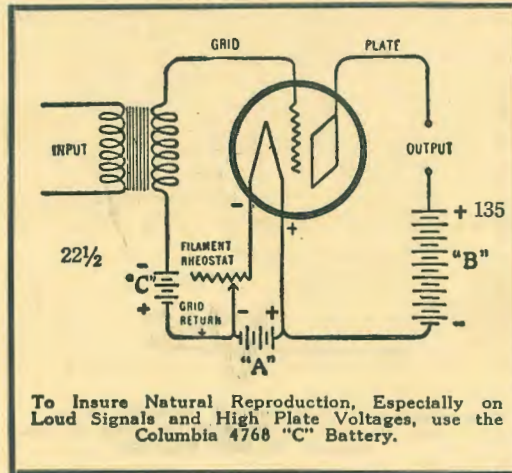 GRID
PLATE
INPUT
OUTPUT
- +
+ 135
22½
FILAMENT
RHEOSTAT
-
"C"
+
"B"
GRID
RETURN
- +
-
"A"
To Insure Natural Reproduction, Especially on
Loud Signals and High Plate Voltages, use the
Columbia 4768 "C" Battery.